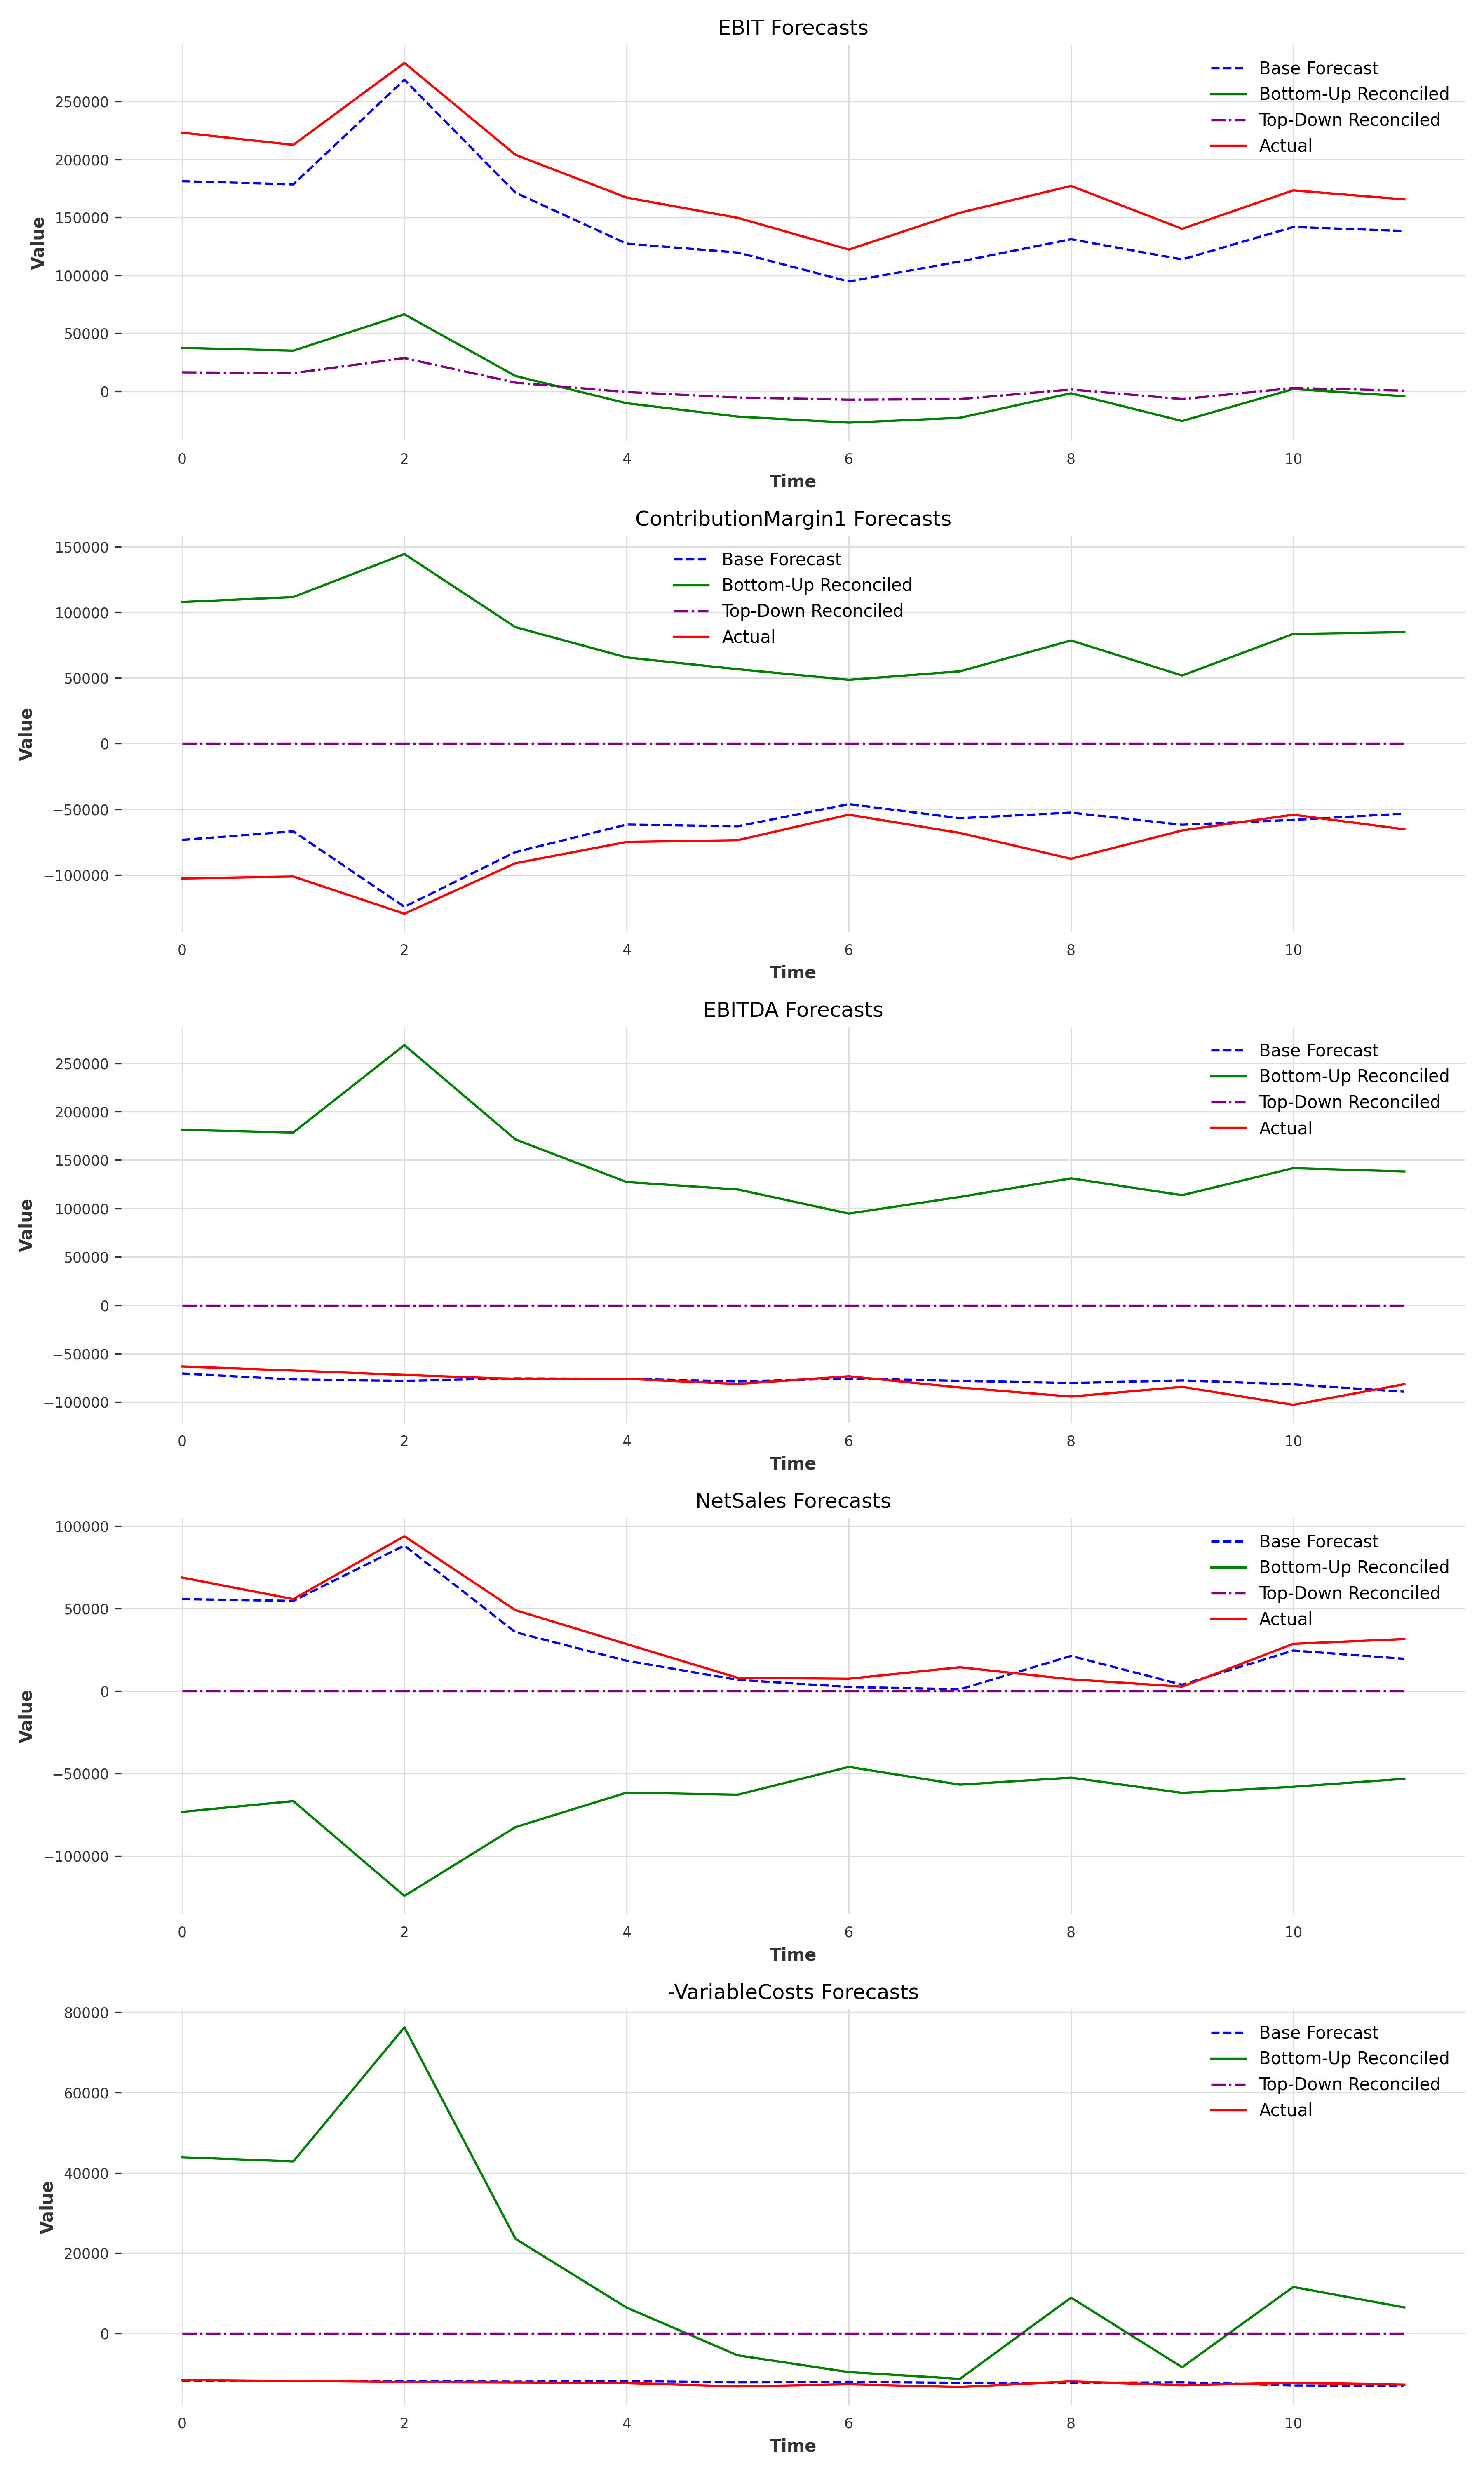 EBIT Forecasts
Base Forecast
Bottom-Up Reconciled
Top-Down Reconciled
Actual
250000
200000
150000
100000
50000
0
Value
0 2 4 6 8 10
Time
ContributionMargin1 Forecasts
Base Forecast
Bottom-Up Reconciled
Top-Down Reconciled
Actual
150000
100000
50000
0
−50000
−100000
Value
0 2 4 6 8 10
Time
EBITDA Forecasts
Base Forecast
Bottom-Up Reconciled
Top-Down Reconciled
Actual
250000
200000
150000
100000
50000
0
−50000
−100000
Value
0 2 4 6 8 10
Time
NetSales Forecasts
Base Forecast
Bottom-Up Reconciled
Top-Down Reconciled
Actual
100000
50000
0
−50000
−100000
Value
0 2 4 6 8 10
Time
-VariableCosts Forecasts
Base Forecast
Bottom-Up Reconciled
Top-Down Reconciled
Actual
80000
60000
40000
20000
0
Value
0 2 4 6 8 10
Time